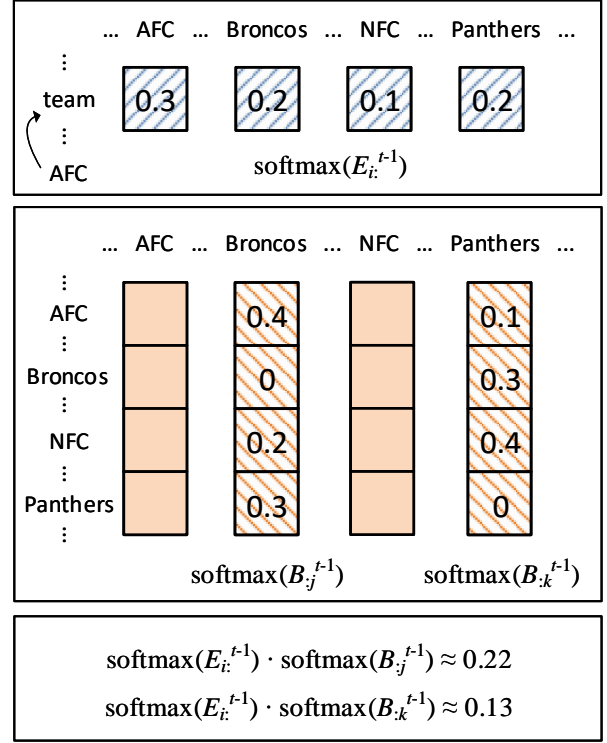 ... AFC ... Broncos ... NFC ... Panthers ...
⋮
team 0.3 0.2 0.1 0.2
⋮
AFC
softmax(E_{i:}^{t-1})
... AFC ... Broncos ... NFC ... Panthers ...
⋮
AFC 0.4 0.1
⋮
Broncos 0 0.3
⋮
NFC 0.2 0.4
⋮
Panthers 0.3 0
⋮
softmax(B_{:j}^{t-1}) softmax(B_{:k}^{t-1})
softmax(E_{i:}^{t-1}) · softmax(B_{:j}^{t-1}) ≈ 0.22
softmax(E_{i:}^{t-1}) · softmax(B_{:k}^{t-1}) ≈ 0.13